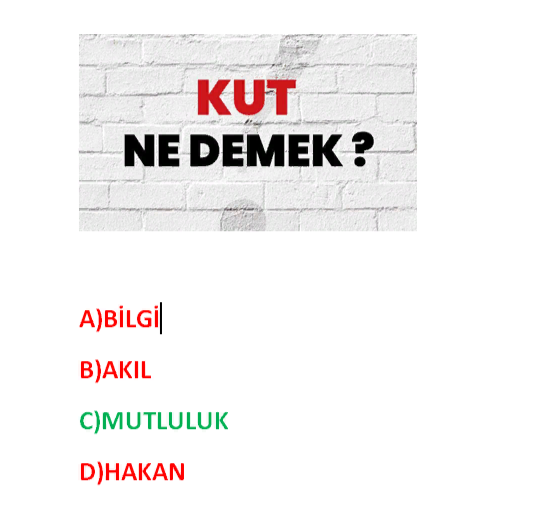 KUT
NE DEMEK ?
A)BİLGİ
B)AKIL
C)MUTLULUK
D)HAKAN